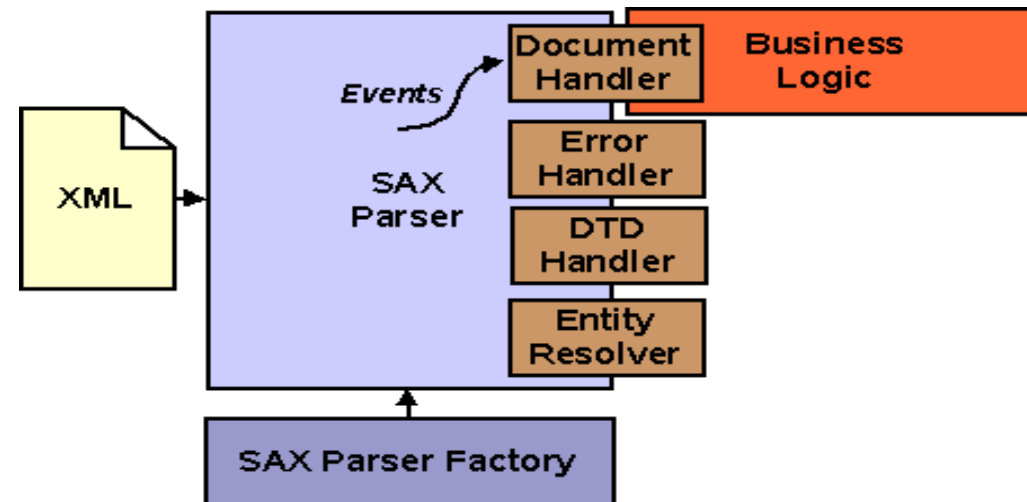 Document
Handler
Business
Logic
Events
XML
SAX
Parser
Error
Handler
DTD
Handler
Entity
Resolver
SAX Parser Factory